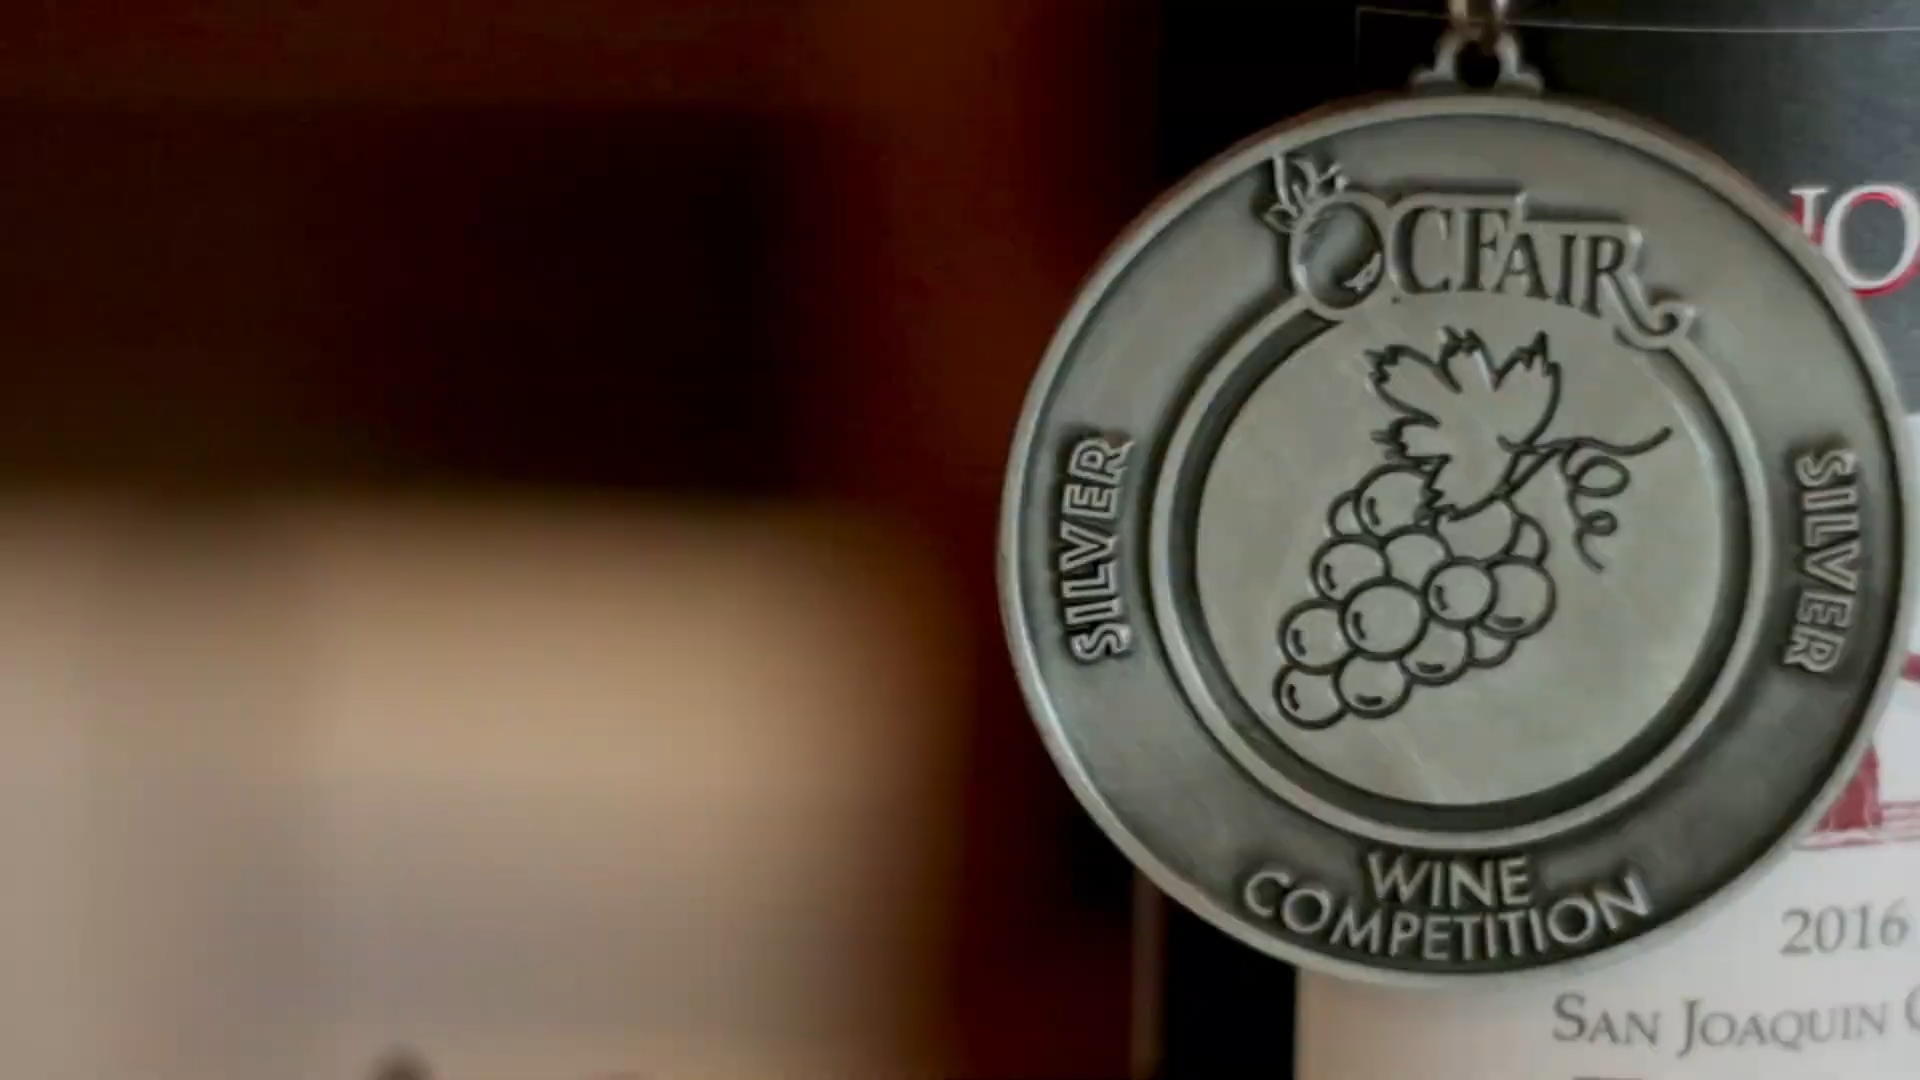 OCFAIR
SILVER
SILVER
WINE
COMPETITION
2016
SAN JOAQUIN